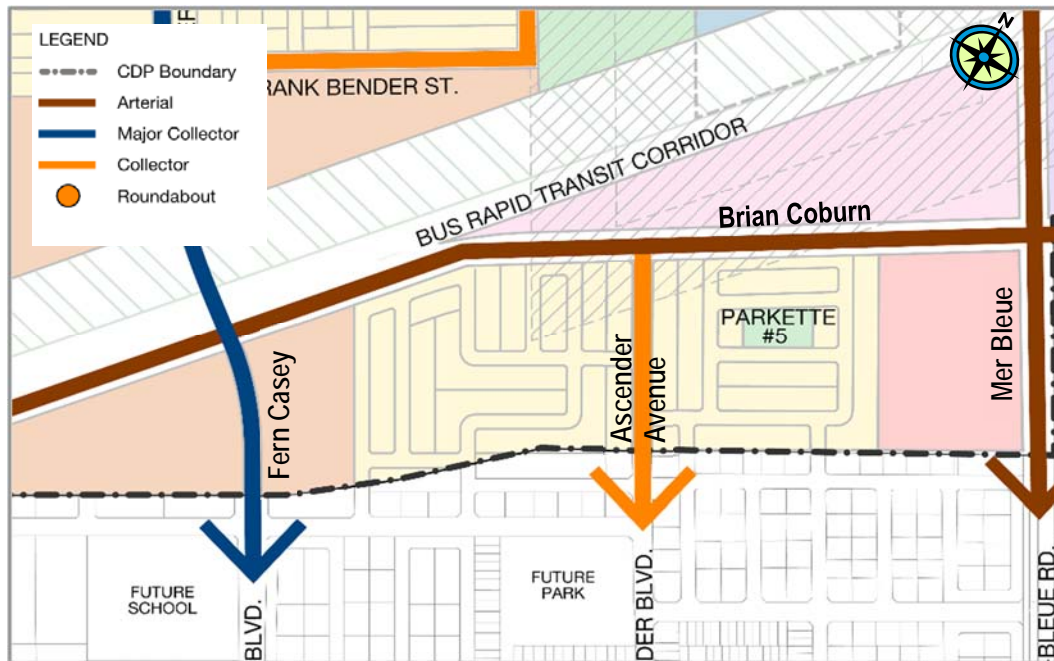 LEGEND
CDP Boundary
Arterial
Major Collector
Collector
Roundabout
RANK BENDER ST.
N
BUS RAPID TRANSIT CORRIDOR
Brian Coburn
PARKETTE
#5
Fern Casey
Ascender
Avenue
Mer Bleue
FUTURE
SCHOOL
BLVD.
FUTURE
PARK
DER BLVD.
BLEUE RD.